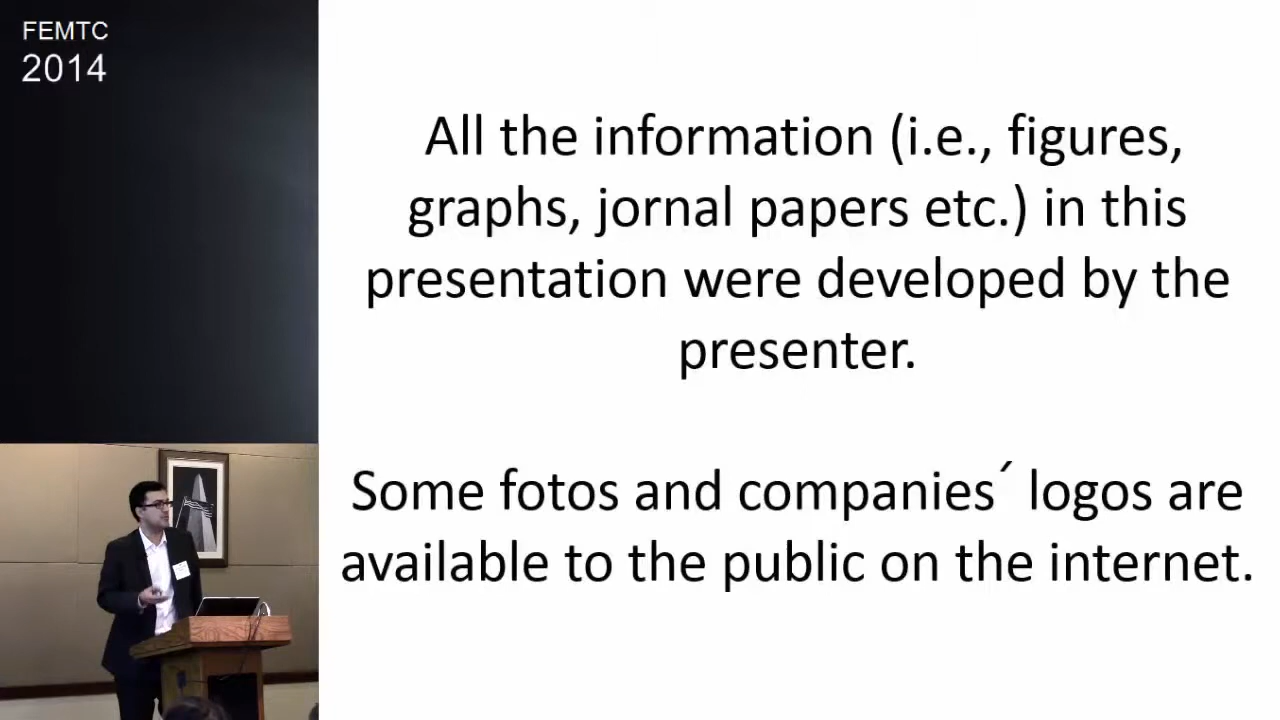 FEMTC
2014
All the information (i.e., figures,
graphs, jornal papers etc.) in this
presentation were developed by the
presenter.
Some fotos and companies´ logos are
available to the public on the internet.